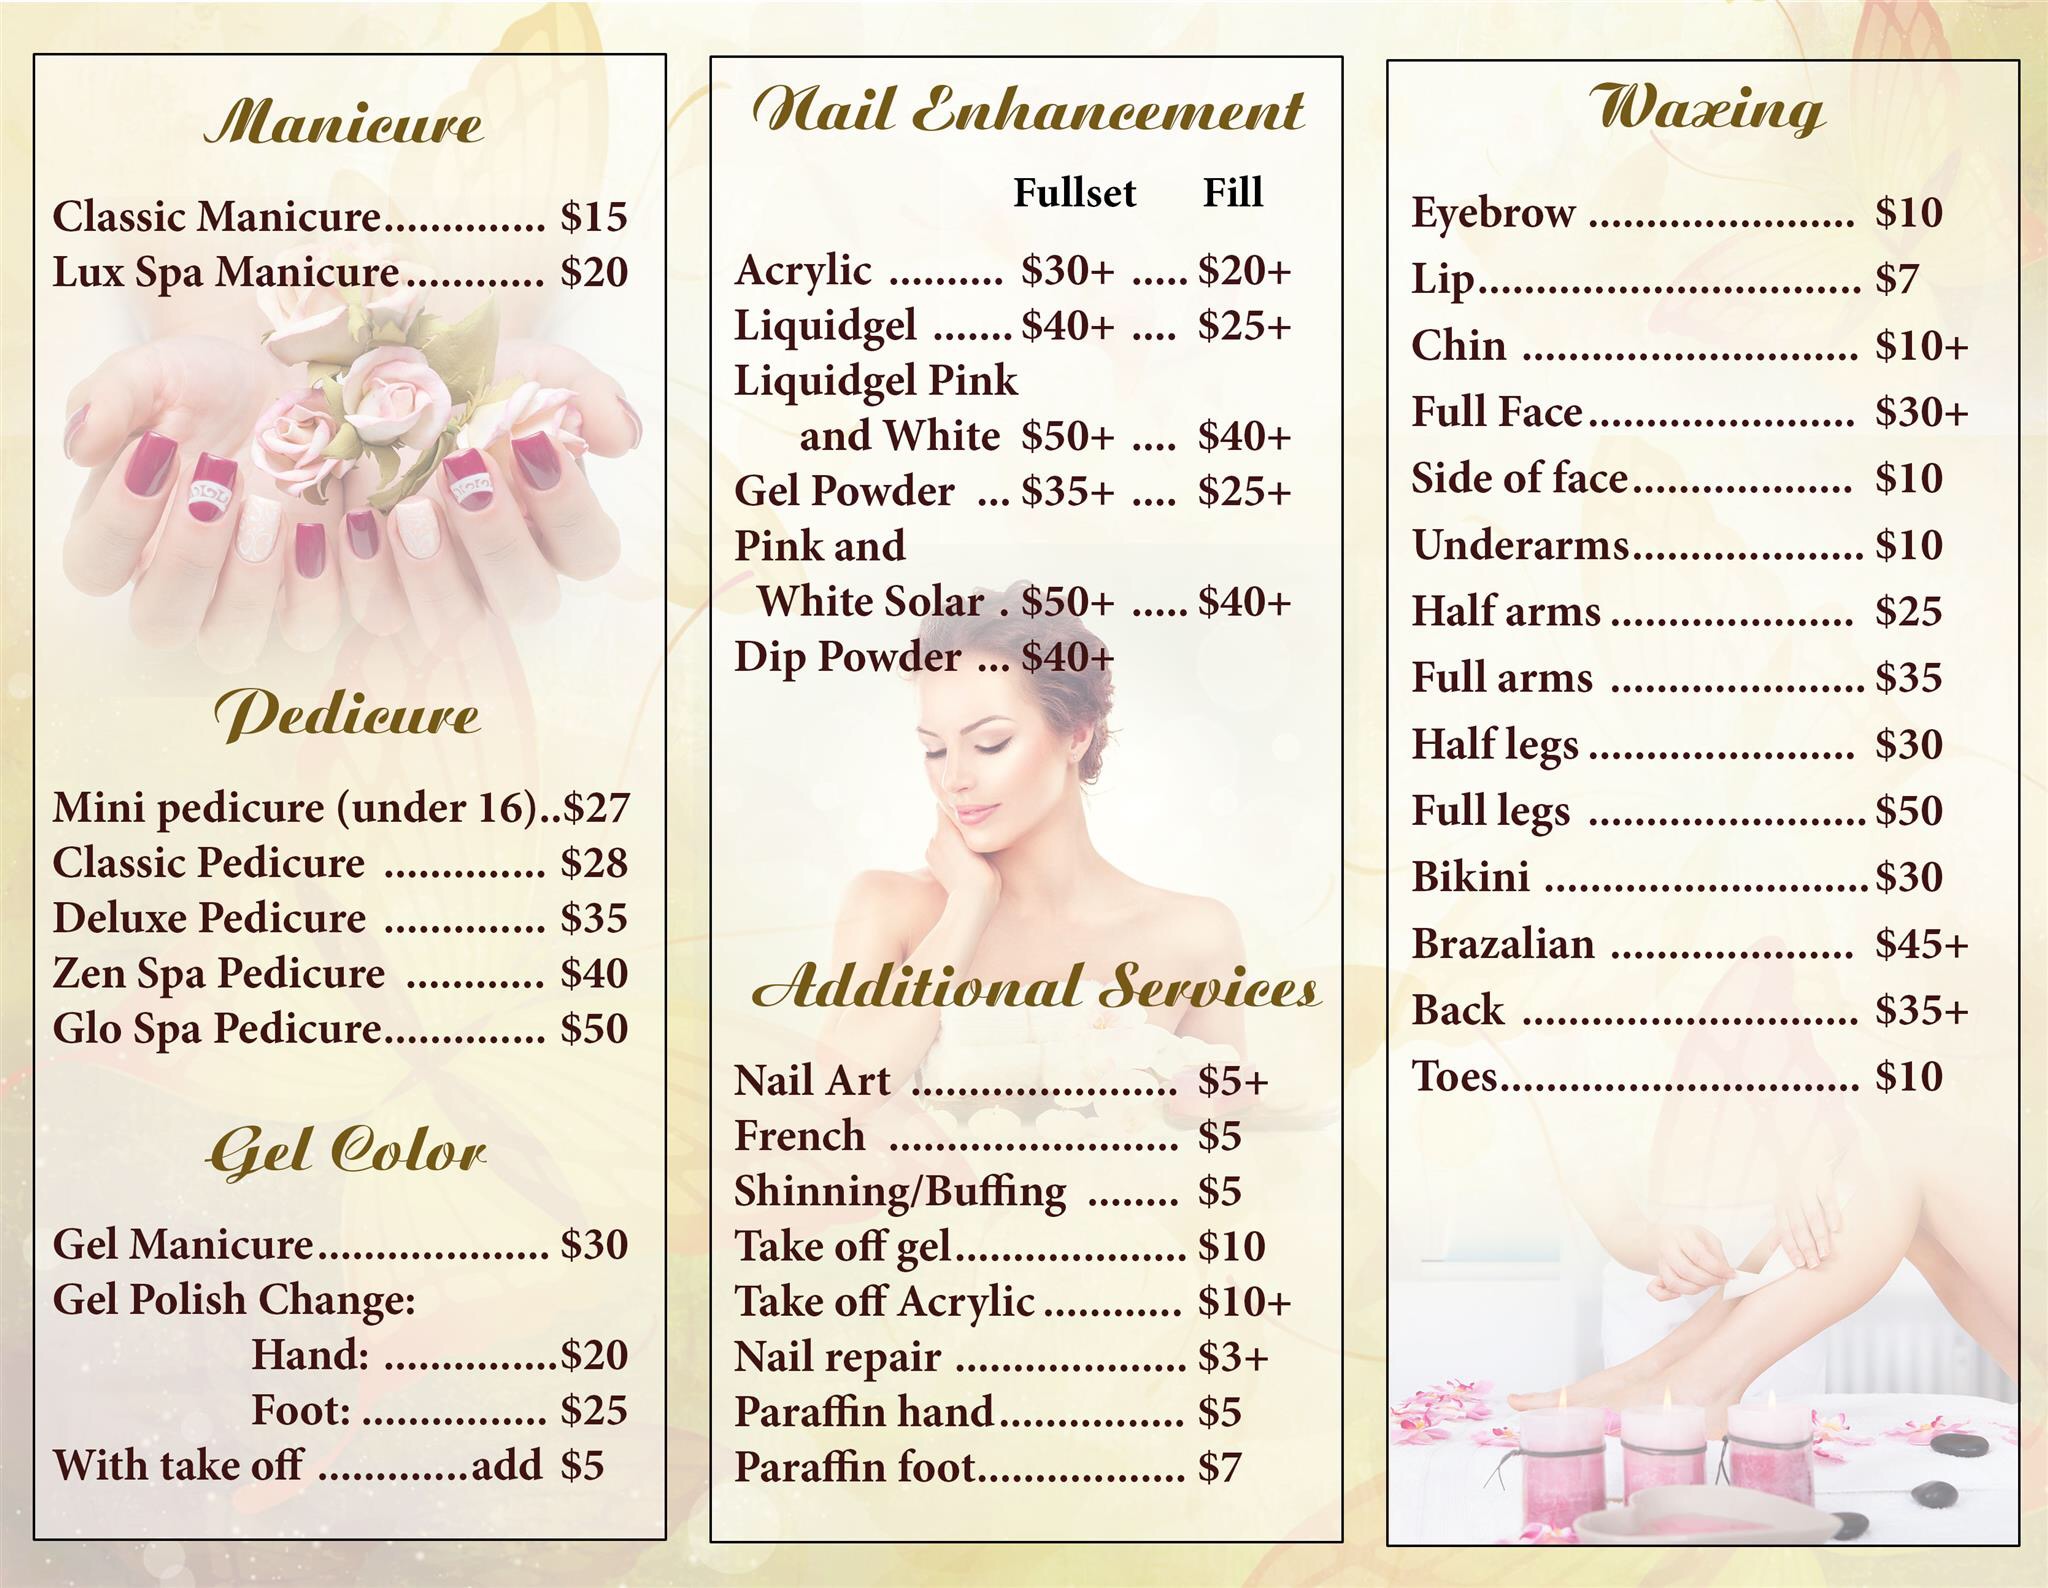 Manicure
Classic Manicure.............. $15
Lux Spa Manicure............ $20
Pedicure
Mini pedicure (under 16)..$27
Classic Pedicure .............. $28
Deluxe Pedicure .............. $35
Zen Spa Pedicure ............ $40
Glo Spa Pedicure.............. $50
Gel Color
Gel Manicure.................... $30
Gel Polish Change:
Hand: ...............$20
Foot: ................ $25
With take off .............add $5
Nail Enhancement
Fullset Fill
Acrylic .......... $30+ ..... $20+
Liquidgel ....... $40+ .... $25+
Liquidgel Pink
and White $50+ .... $40+
Gel Powder ... $35+ .... $25+
Pink and
White Solar . $50+ ..... $40+
Dip Powder ... $40+
Additional Services
Nail Art ....................... $5+
French ......................... $5
Shinning/Buffing ........ $5
Take off gel.................... $10
Take off Acrylic ............ $10+
Nail repair .................... $3+
Paraffin hand................ $5
Paraffin foot.................. $7
Waxing
Eyebrow ....................... $10
Lip................................. $7
Chin ............................. $10+
Full Face....................... $30+
Side of face................... $10
Underarms.................... $10
Half arms ..................... $25
Full arms ...................... $35
Half legs ....................... $30
Full legs ........................ $50
Bikini ............................ $30
Brazalian ..................... $45+
Back ............................. $35+
Toes............................... $10